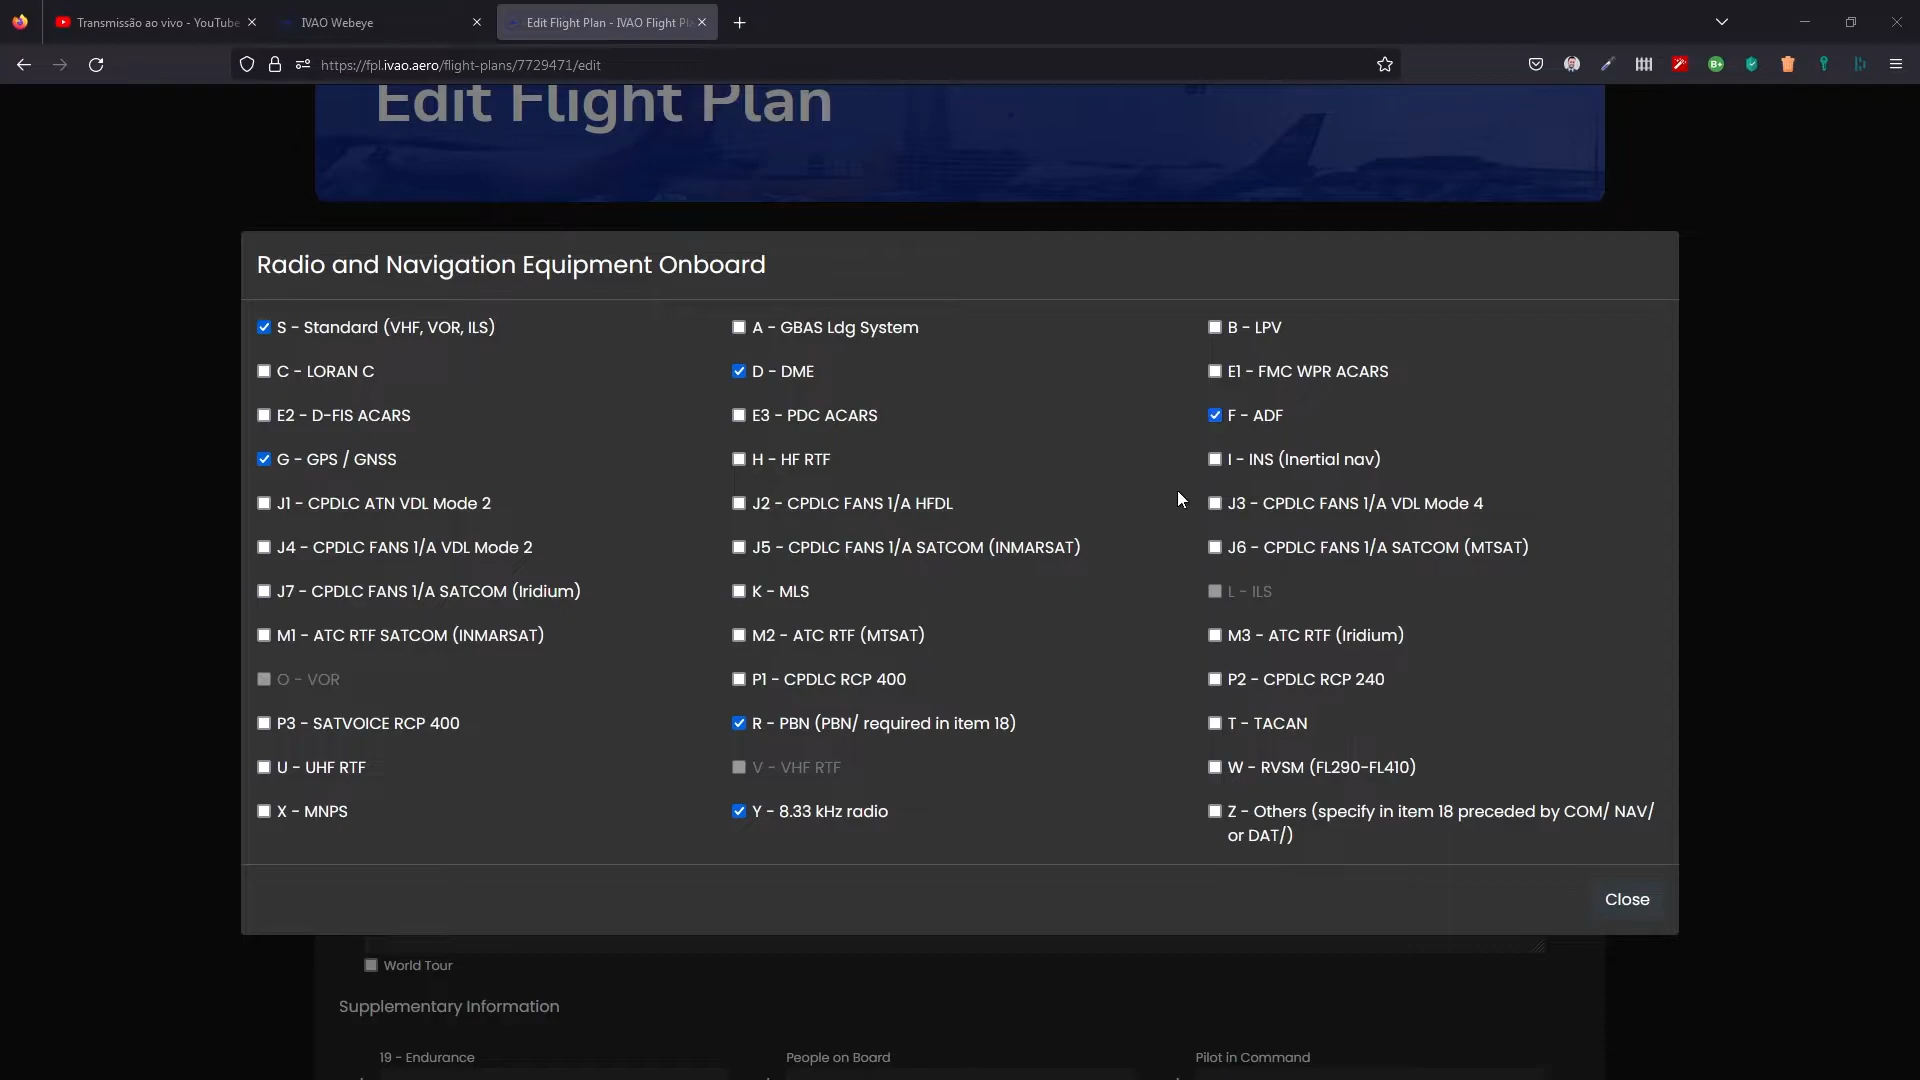 Transmissão ao vivo - YouTube
IVAO Webeye
Edit Flight Plan - IVAO Flight Pl
https://fpl.ivao.aero/flight-plans/7729471/edit
Edit Flight Plan
Radio and Navigation Equipment Onboard
S - Standard (VHF, VOR, ILS)
A - GBAS Ldg System
B - LPV
C - LORAN C
D - DME
E1 - FMC WPR ACARS
E2 - D-FIS ACARS
E3 - PDC ACARS
F - ADF
G - GPS / GNSS
H - HF RTF
I - INS (Inertial nav)
J1 - CPDLC ATN VDL Mode 2
J2 - CPDLC FANS 1/A HFDL
J3 - CPDLC FANS 1/A VDL Mode 4
J4 - CPDLC FANS 1/A VDL Mode 2
J5 - CPDLC FANS 1/A SATCOM (INMARSAT)
J6 - CPDLC FANS 1/A SATCOM (MTSAT)
J7 - CPDLC FANS 1/A SATCOM (Iridium)
K - MLS
L - ILS
M1 - ATC RTF SATCOM (INMARSAT)
M2 - ATC RTF (MTSAT)
M3 - ATC RTF (Iridium)
O - VOR
P1 - CPDLC RCP 400
P2 - CPDLC RCP 240
P3 - SATVOICE RCP 400
R - PBN (PBN/ required in item 18)
T - TACAN
U - UHF RTF
V - VHF RTF
W - RVSM (FL290-FL410)
X - MNPS
Y - 8.33 kHz radio
Z - Others (specify in item 18 preceded by COM/ NAV/
or DAT/)
Close
World Tour
Supplementary Information
19 - Endurance
People on Board
Pilot in Command